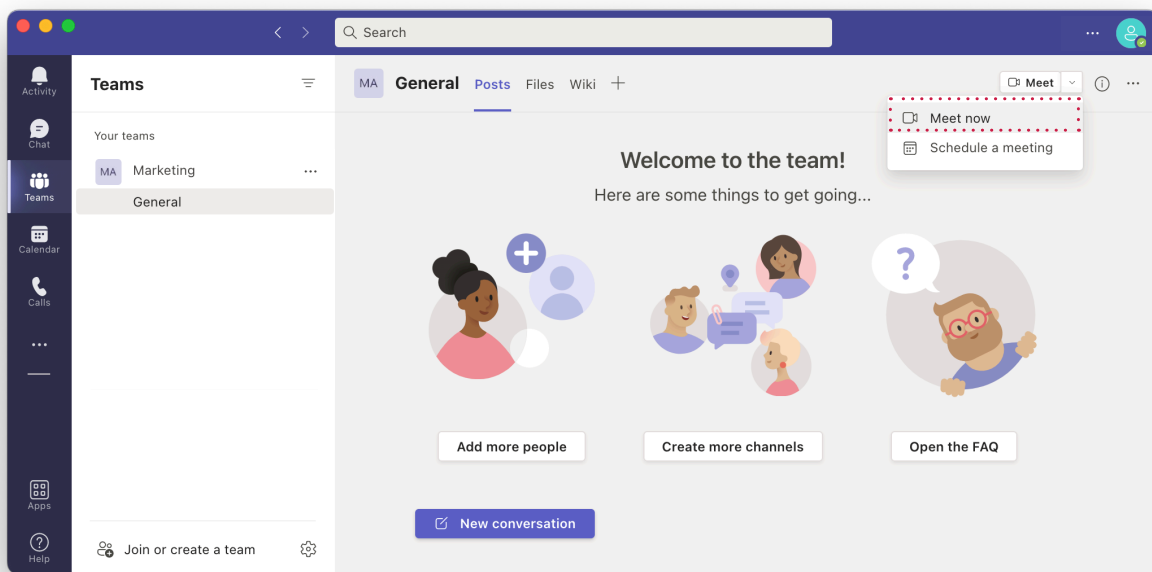 Search
Activity
Chat
Teams
Calendar
Calls
Apps
Help
Teams
Your teams
MA Marketing
General
Join or create a team
MA General Posts Files Wiki
Meet
Meet now
Schedule a meeting
Welcome to the team!
Here are some things to get going...
?
Add more people
Create more channels
Open the FAQ
New conversation